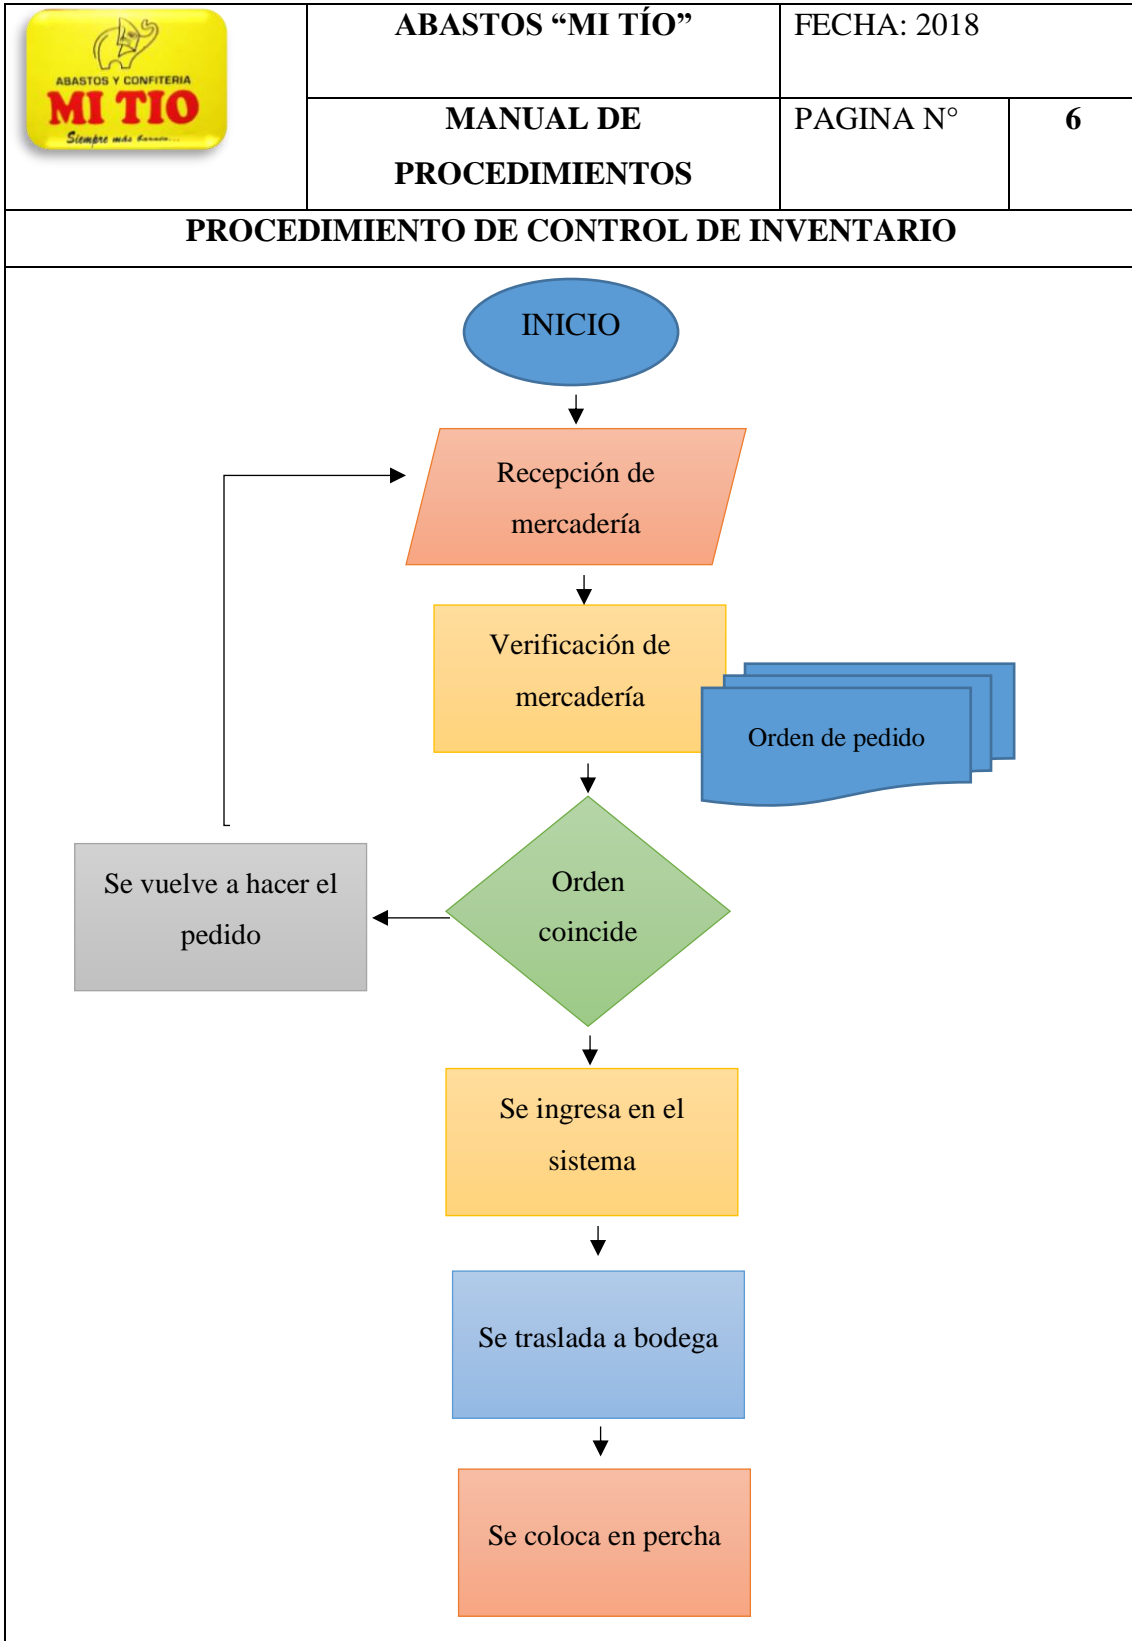 ABASTOS Y CONFITERIA
MI TIO
Siempre más
ABASTOS “MI TÍO”
FECHA: 2018
MANUAL DE
PROCEDIMIENTOS
PAGINA N°
6
PROCEDIMIENTO DE CONTROL DE INVENTARIO
INICIO
Recepción de
mercadería
Verificación de
mercadería
Orden de pedido
Orden
coincide
Se vuelve a hacer el
pedido
Se ingresa en el
sistema
Se traslada a bodega
Se coloca en percha